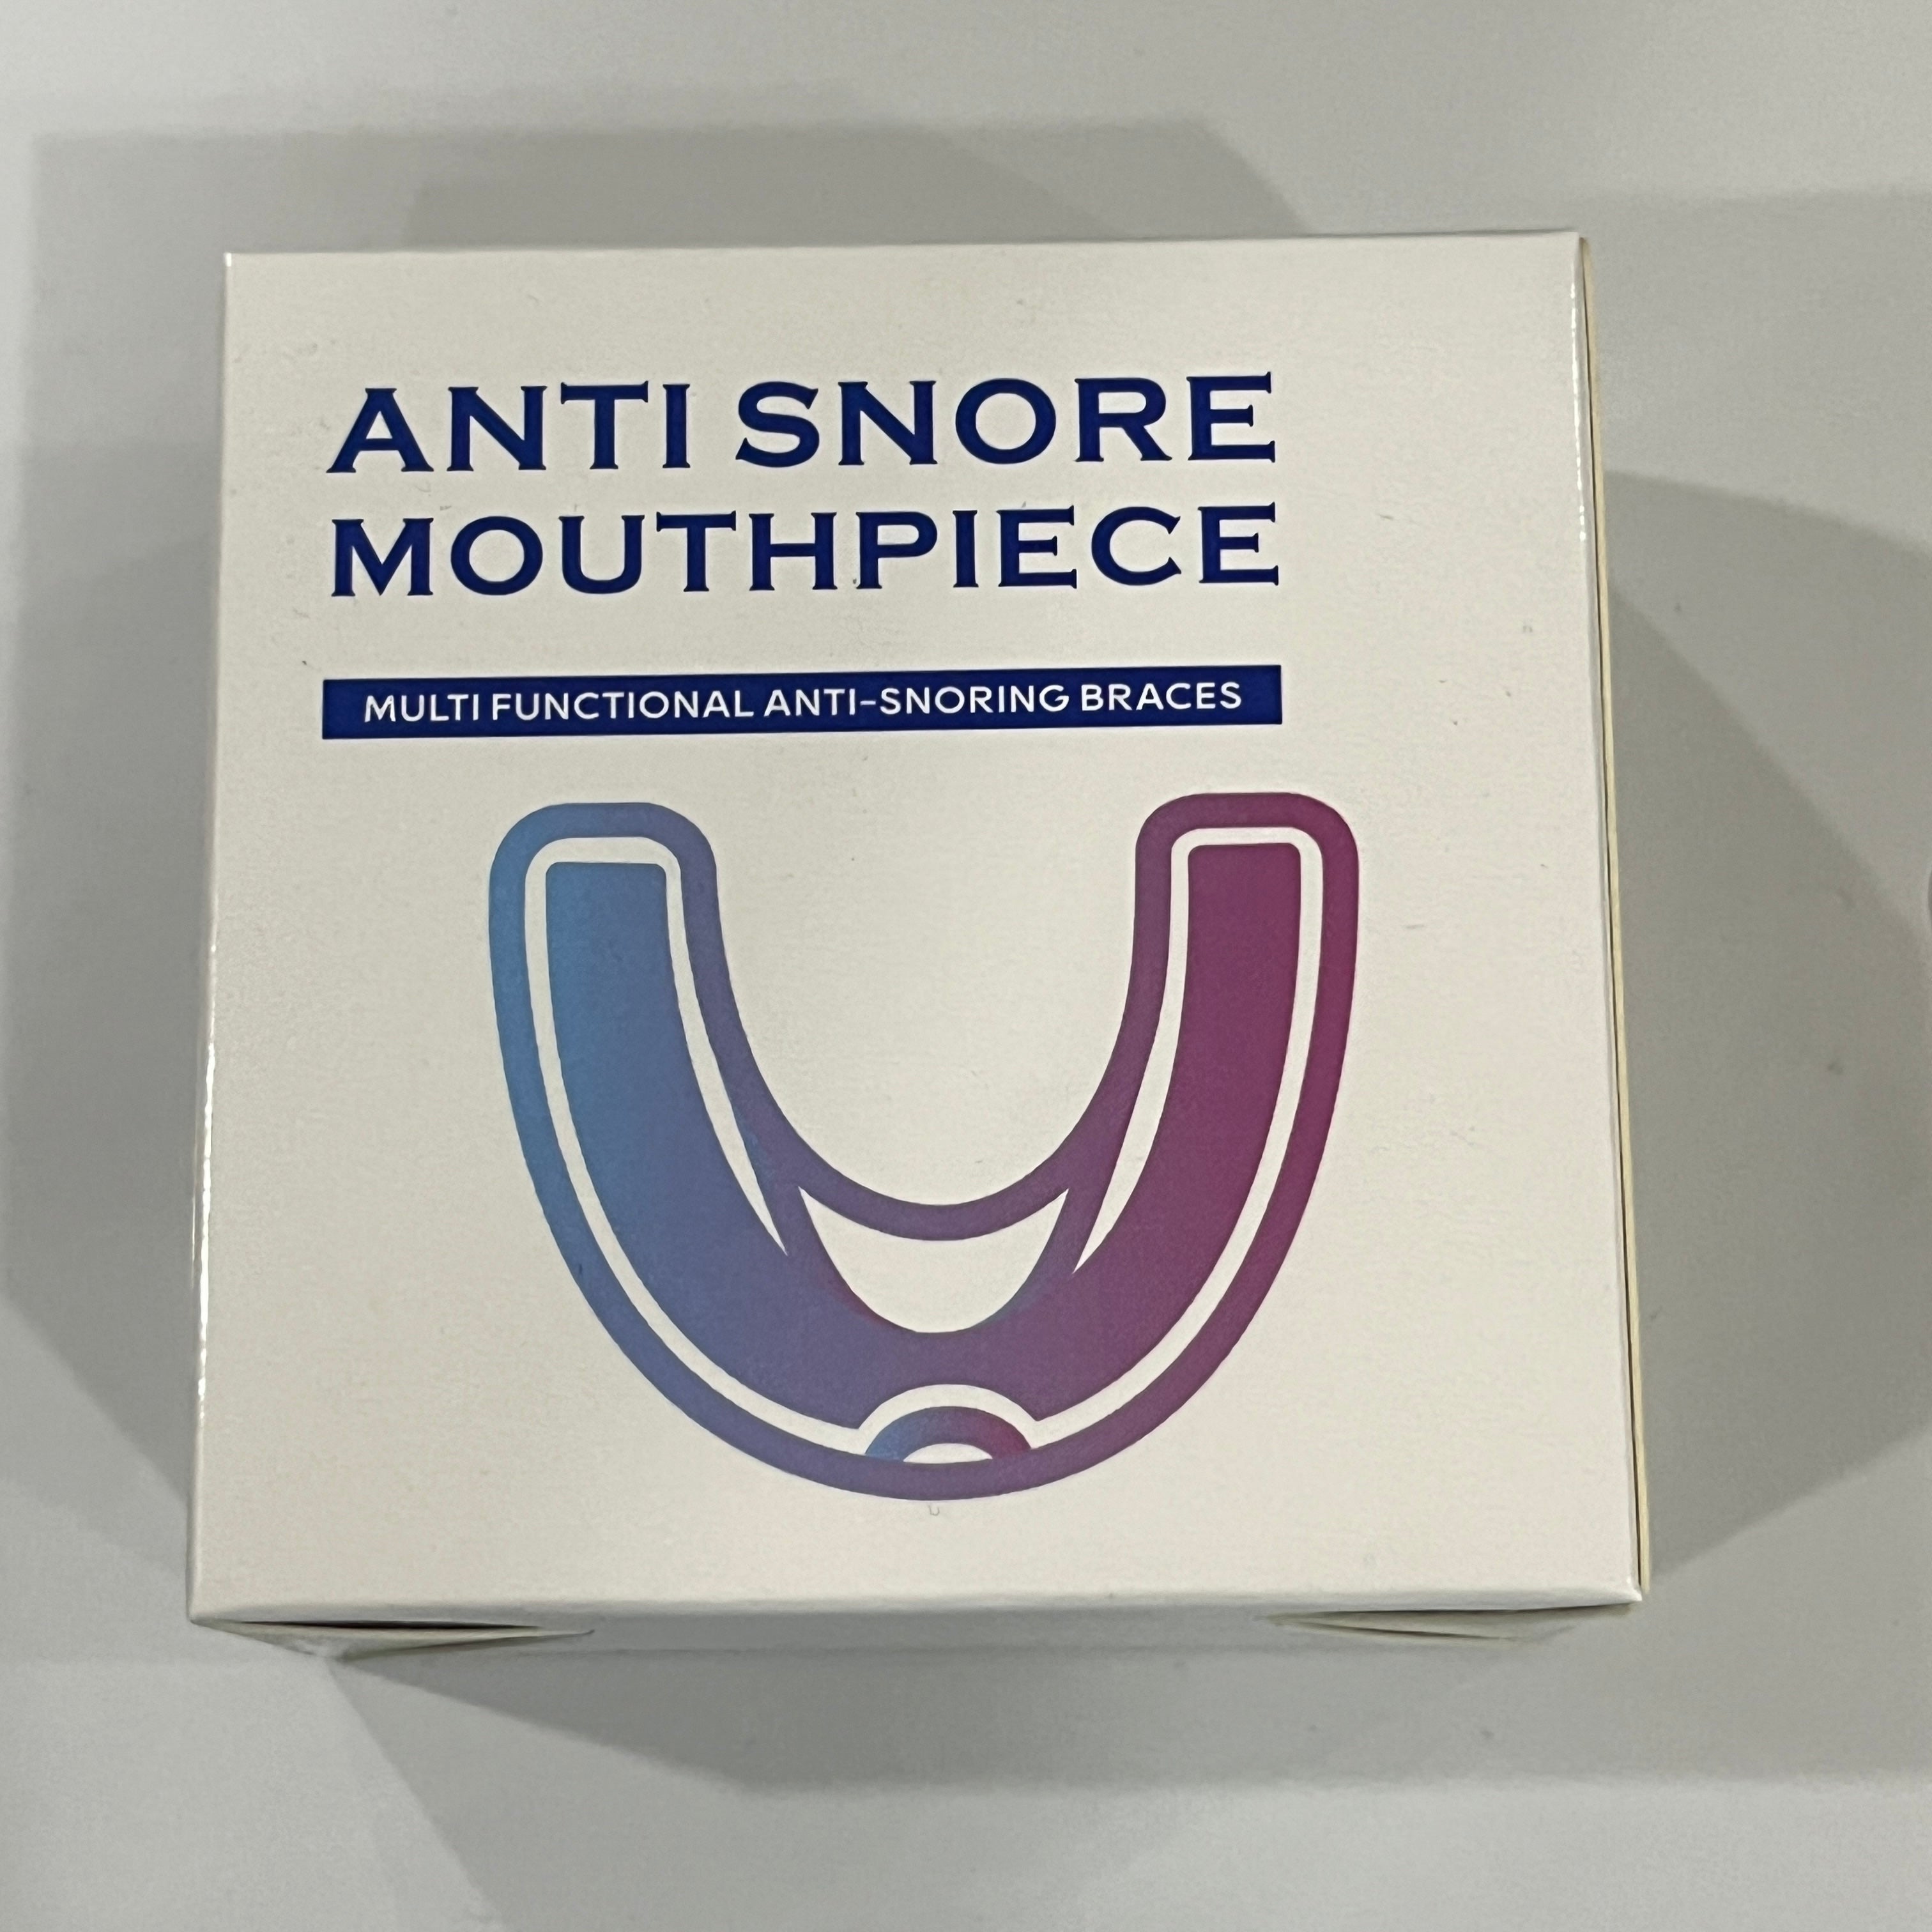 ANTI SNORE
MOUTHPIECE
MULTI FUNCTIONAL ANTI-SNORING BRACES